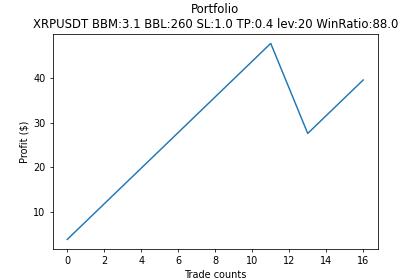 Portfolio
XRPUSDT BBM:3.1 BBL:260 SL:1.0 TP:0.4 lev:20 WinRatio:88.0
40
30
20
10
Profit ($)
0 2 4 6 8 10 12 14 16
Trade counts